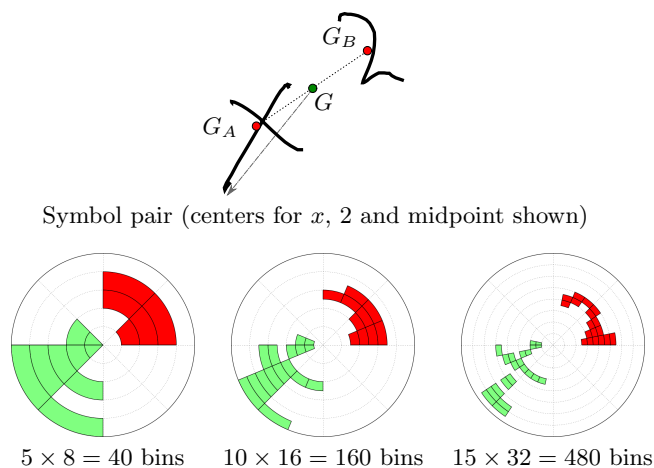 G_B
G
G_A
Symbol pair (centers for x, 2 and midpoint shown)
5 × 8 = 40 bins 10 × 16 = 160 bins 15 × 32 = 480 bins